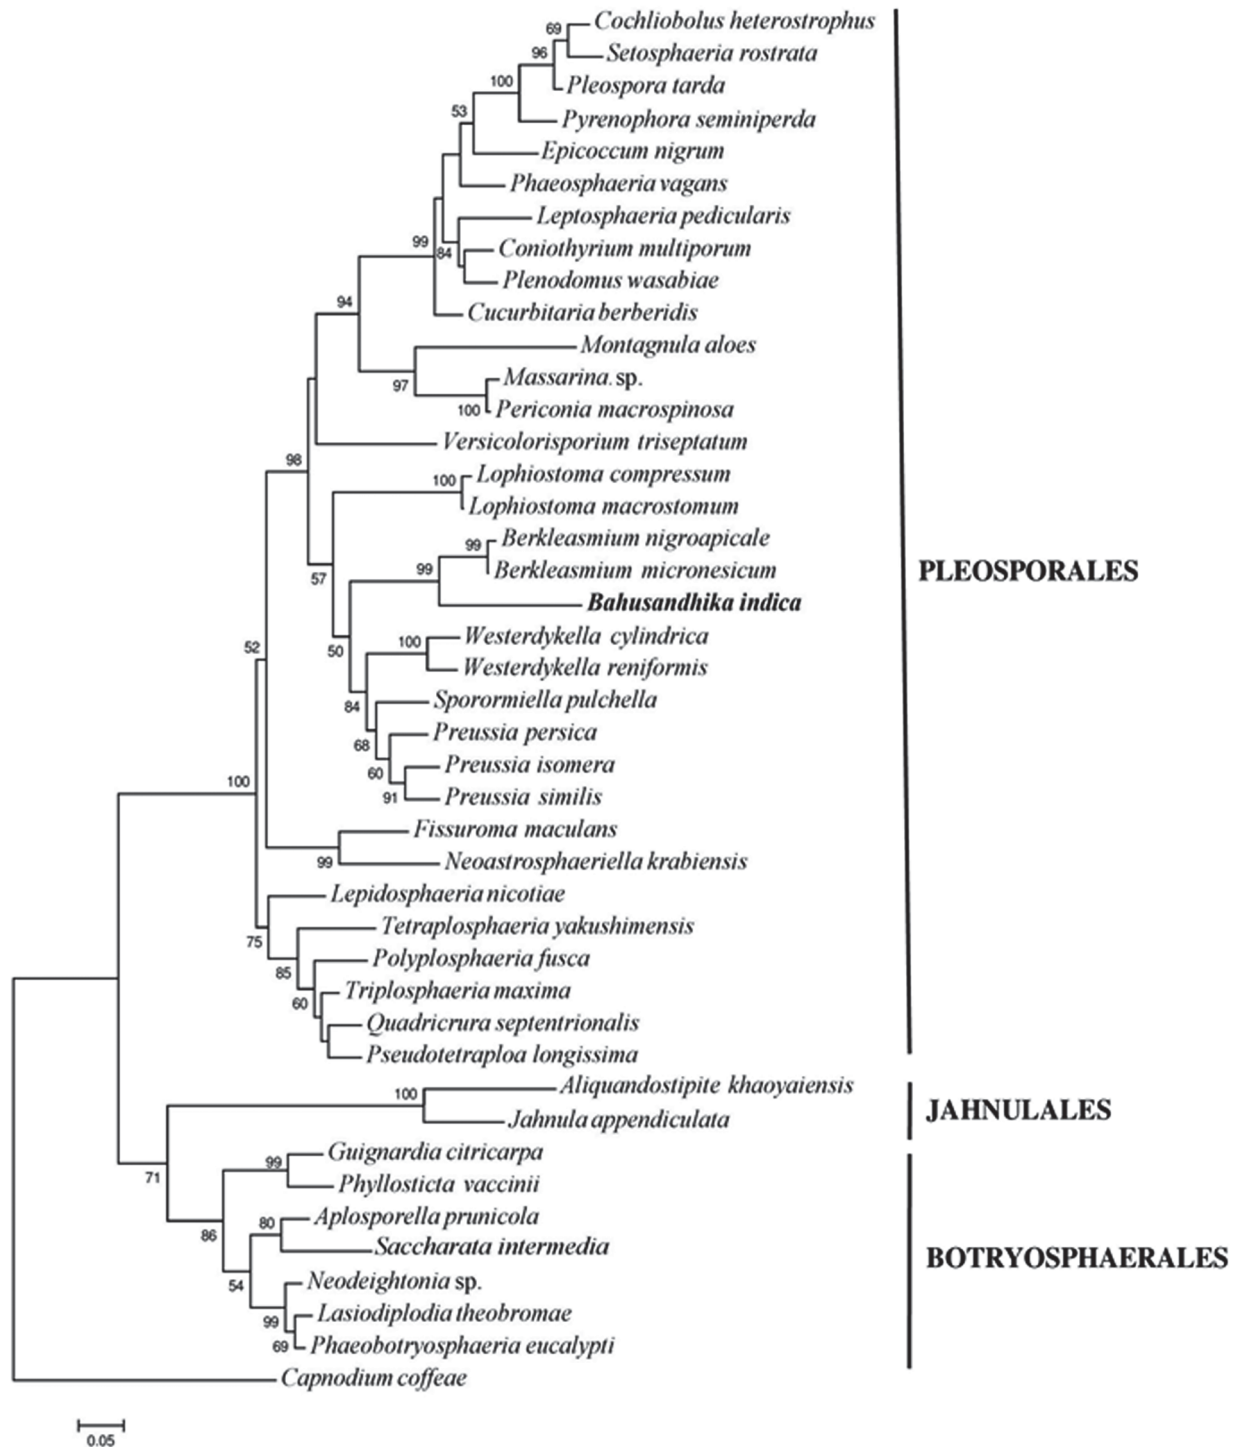 Cochliobolus heterostrophus
69
Setosphaeria rostrata
96
Pleospora tarda
100
Pyrenophora seminiperda
53
Epicoccum nigrum
Phaeosphaeria vagans
Leptosphaeria pedicularis
99
84
Coniothyrium multiporum
Plenodomus wasabiae
94
Cucurbitaria berberidis
Montagnula aloes
97
Massarina. sp.
100
Periconia macrospinosa
Versicolorisporium triseptatum
98
Lophiostoma compressum
100
Lophiostoma macrostomum
Berkleasmium nigroapicale
99
99
Berkleasmium micronesicum
57
PLEOSPORALES
Bahusandhika indica
Westerdykella cylindrica
100
52
50
Westerdykella reniformis
Sporormiella pulchella
84
Preussia persica
68
Preussia isomera
60
100
Preussia similis
91
Fissuroma maculans
Neoastrosphaeriella krabiensis
99
Lepidosphaeria nicotiae
Tetraplosphaeria yakushimensis
75
Polyplosphaeria fusca
85
Triplosphaeria maxima
60
Quadricrura septentrionalis
Pseudotetraploa longissima
Aliquandostipite khaoyaiensis
100
JAHNULALES
Jahnula appendiculata
Guignardia citricarpa
99
71
Phyllosticta vaccinii
Aplosporella prunicola
80
86
Saccharata intermedia
BOTRYOSPHAERALES
54
Neodeightonia sp.
Lasiodiplodia theobromae
99
69
Phaeobotryosphaeria eucalypti
Capnodium coffeae
0.05